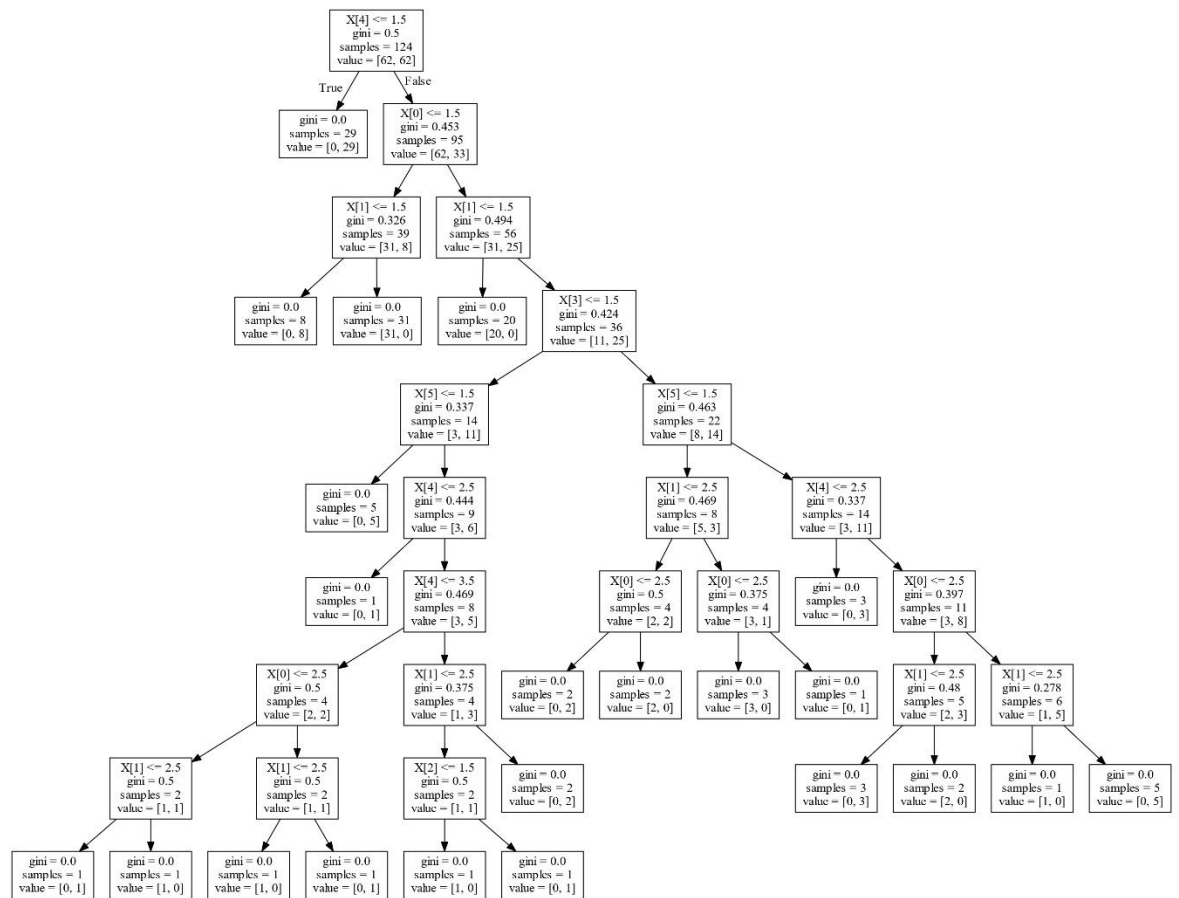 X[4] <= 1.5
gini = 0.5
samples = 124
value = [62, 62]
True
False
gini = 0.0
samples = 29
value = [0, 29]
X[0] <= 1.5
gini = 0.453
samples = 95
value = [62, 33]
X[1] <= 1.5
gini = 0.326
samples = 39
value = [31, 8]
X[1] <= 1.5
gini = 0.494
samples = 56
value = [31, 25]
gini = 0.0
samples = 8
value = [0, 8]
gini = 0.0
samples = 31
value = [31, 0]
gini = 0.0
samples = 20
value = [20, 0]
X[3] <= 1.5
gini = 0.424
samples = 36
value = [11, 25]
X[5] <= 1.5
gini = 0.337
samples = 14
value = [3, 11]
X[5] <= 1.5
gini = 0.463
samples = 22
value = [8, 14]
gini = 0.0
samples = 5
value = [0, 5]
X[4] <= 2.5
gini = 0.444
samples = 9
value = [3, 6]
X[1] <= 2.5
gini = 0.469
samples = 8
value = [5, 3]
X[4] <= 2.5
gini = 0.337
samples = 14
value = [3, 11]
gini = 0.0
samples = 1
value = [0, 1]
X[4] <= 3.5
gini = 0.469
samples = 8
value = [3, 5]
X[0] <= 2.5
gini = 0.5
samples = 4
value = [2, 2]
X[0] <= 2.5
gini = 0.375
samples = 4
value = [3, 1]
gini = 0.0
samples = 3
value = [0, 3]
X[0] <= 2.5
gini = 0.397
samples = 11
value = [3, 8]
X[0] <= 2.5
gini = 0.5
samples = 4
value = [2, 2]
X[1] <= 2.5
gini = 0.375
samples = 4
value = [1, 3]
gini = 0.0
samples = 2
value = [0, 2]
gini = 0.0
samples = 2
value = [2, 0]
gini = 0.0
samples = 3
value = [3, 0]
gini = 0.0
samples = 1
value = [0, 1]
X[1] <= 2.5
gini = 0.48
samples = 5
value = [2, 3]
X[1] <= 2.5
gini = 0.278
samples = 6
value = [1, 5]
X[1] <= 2.5
gini = 0.5
samples = 2
value = [1, 1]
X[1] <= 2.5
gini = 0.5
samples = 2
value = [1, 1]
X[2] <= 1.5
gini = 0.5
samples = 2
value = [1, 1]
gini = 0.0
samples = 2
value = [0, 2]
gini = 0.0
samples = 3
value = [0, 3]
gini = 0.0
samples = 2
value = [2, 0]
gini = 0.0
samples = 1
value = [1, 0]
gini = 0.0
samples = 5
value = [0, 5]
gini = 0.0
samples = 1
value = [0, 1]
gini = 0.0
samples = 1
value = [1, 0]
gini = 0.0
samples = 1
value = [1, 0]
gini = 0.0
samples = 1
value = [0, 1]
gini = 0.0
samples = 1
value = [1, 0]
gini = 0.0
samples = 1
value = [0, 1]